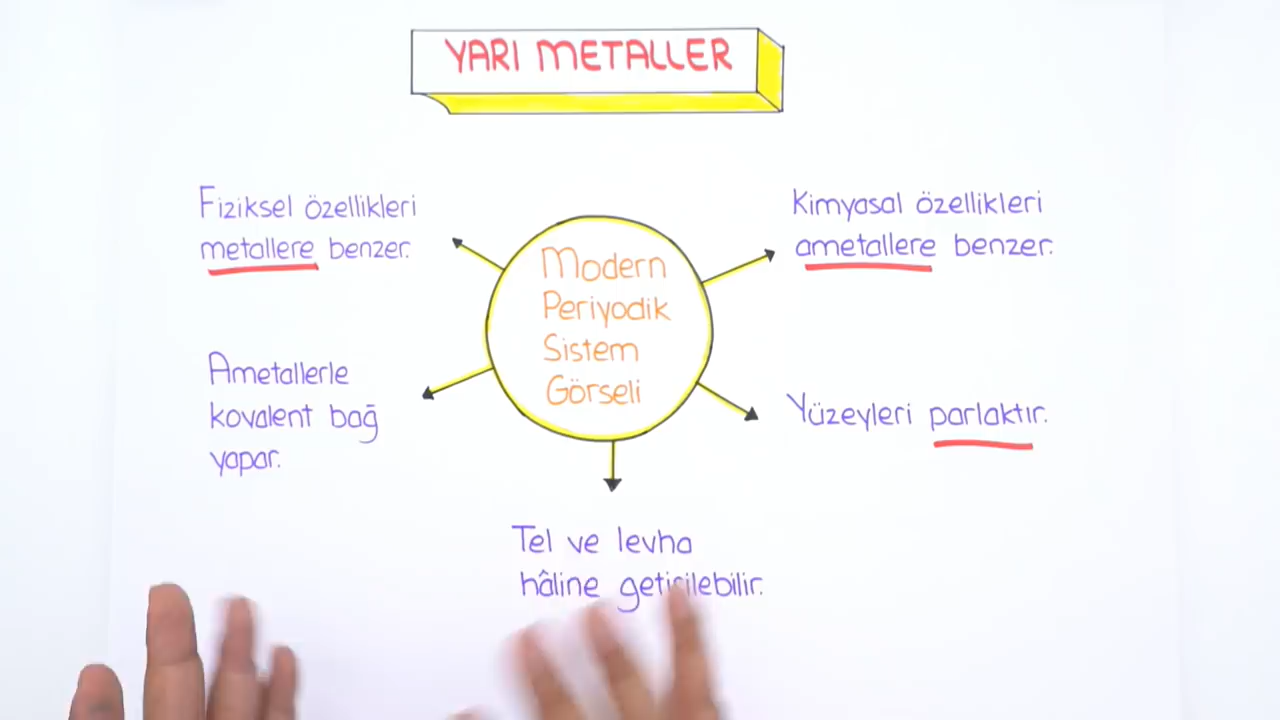 YARI METALLER
Fiziksel özellikleri
metallere benzer.
Kimyasal özellikleri
ametallere benzer.
Modern
Periyodik
Sistem
Görseli
Ametallerle
kovalent bağ
yapar.
Yüzeyleri parlaktır.
Tel ve levha
hâline getirilebilir.